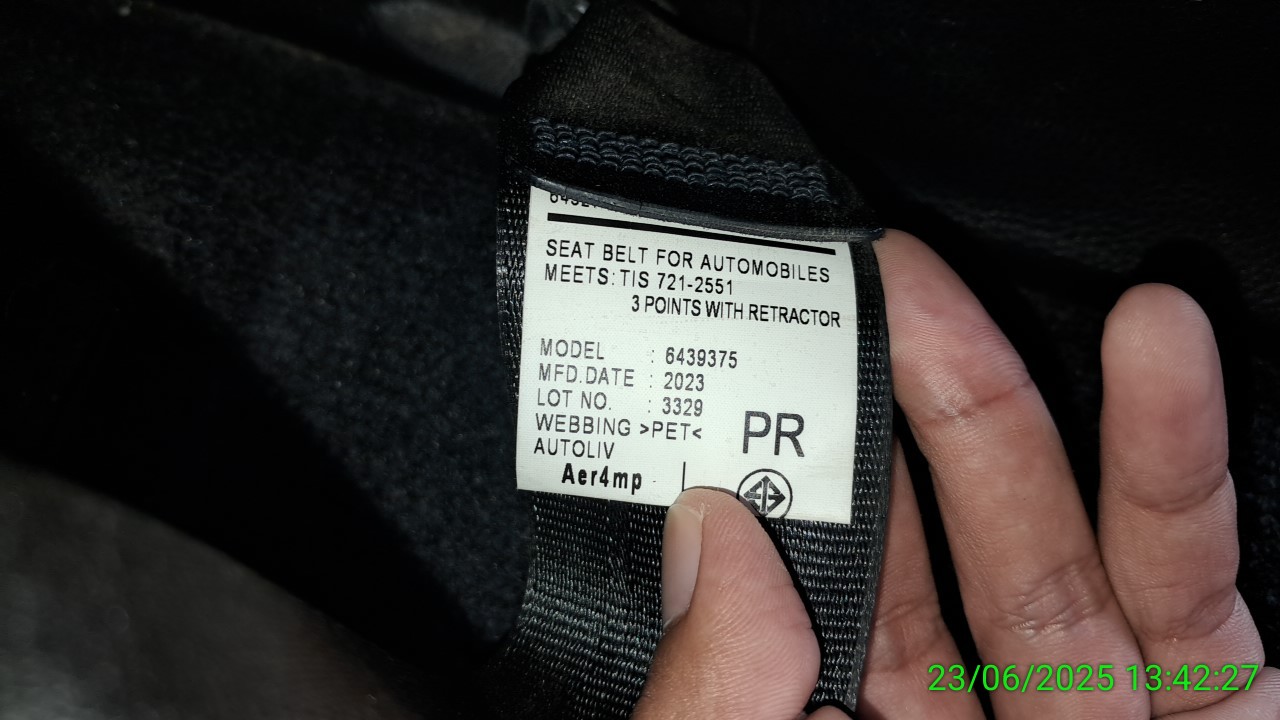 SEAT BELT FOR AUTOMOBILES
MEETS: TIS 721-2551
3 POINTS WITH RETRACTOR
MODEL : 6439375
MFD.DATE : 2023
LOT NO. : 3329
WEBBING >PET<
PR
AUTOLIV
Aer4mp
23/06/2025 13:42:27